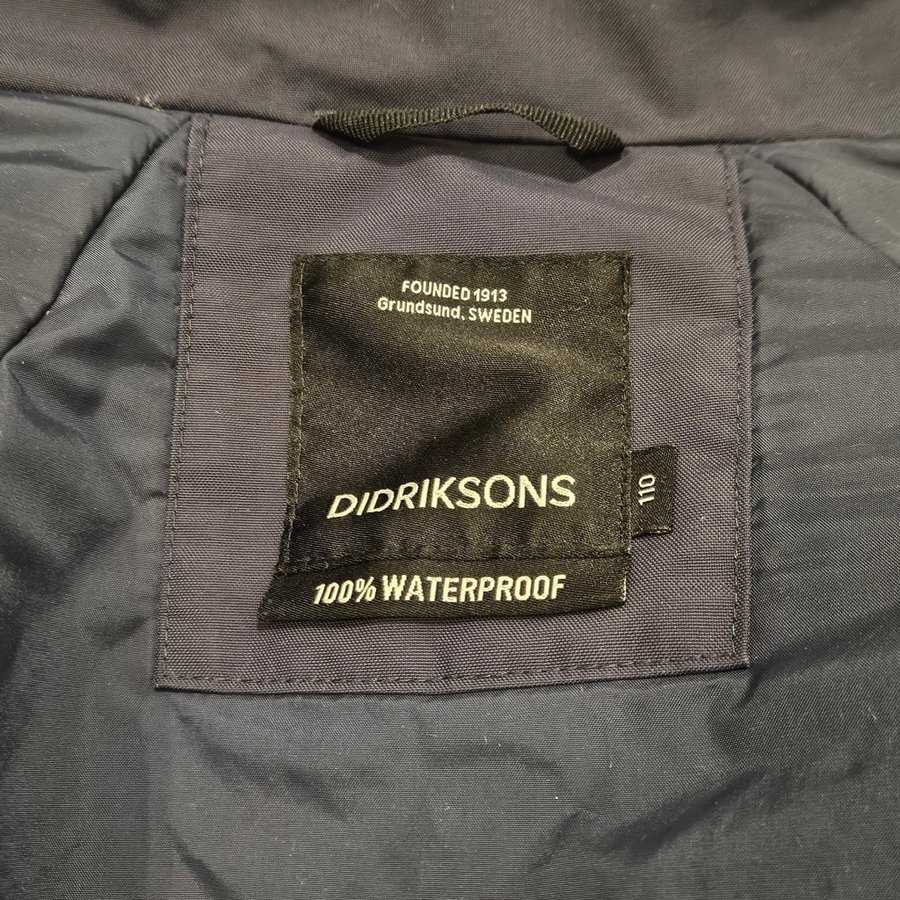 FOUNDED 1913
Grundsund, SWEDEN
DIDRIKSONS
110
100% WATERPROOF